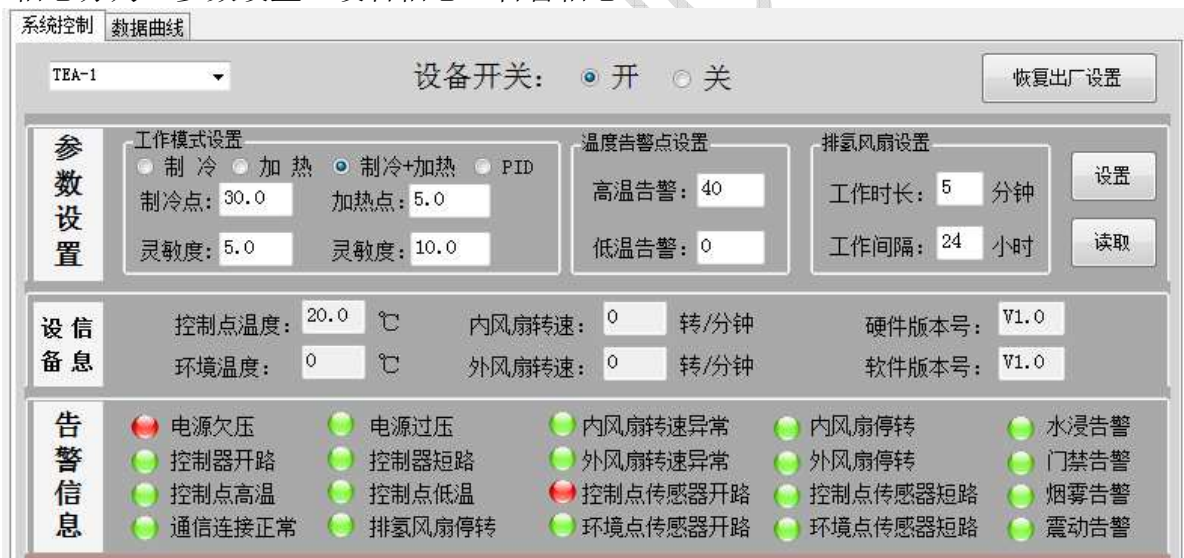 系统控制 数据曲线
TEA-1 设备开关: 开 关 恢复出厂设置
参数设置
工作模式设置
制 冷 加 热 制冷+加热 PID
制冷点: 30.0 加热点: 5.0
灵敏度: 5.0 灵敏度: 10.0
温度告警点设置
高温告警: 40
低温告警: 0
排氢风扇设置
工作时长: 5 分钟
工作间隔: 24 小时
设置
读取
设备信息
控制点温度: 20.0 ℃ 内风扇转速: 0 转/分钟 硬件版本号: V1.0
环境温度: 0 ℃ 外风扇转速: 0 转/分钟 软件版本号: V1.0
告警信息
电源欠压 电源过压 内风扇转速异常 内风扇停转 水浸告警
控制器开路 控制器短路 外风扇转速异常 外风扇停转 门禁告警
控制点高温 控制点低温 控制点传感器开路 控制点传感器短路 烟雾告警
通信连接正常 排氢风扇停转 环境点传感器开路 环境点传感器短路 震动告警